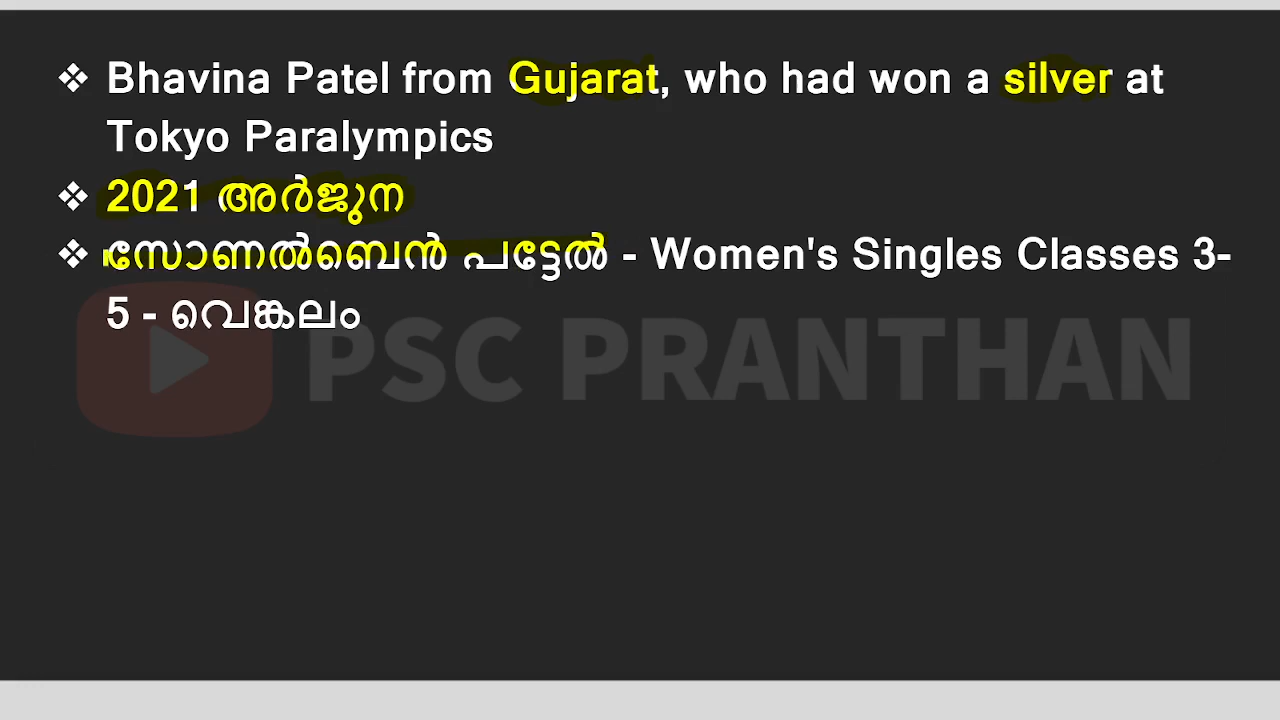 ❖ Bhavina Patel from Gujarat, who had won a silver at
Tokyo Paralympics
❖ 2021 അർജുന
❖ സോണൽബെൻ പട്ടേൽ - Women's Singles Classes 3-
5 - വെങ്കലം
PSC PRANTHAN